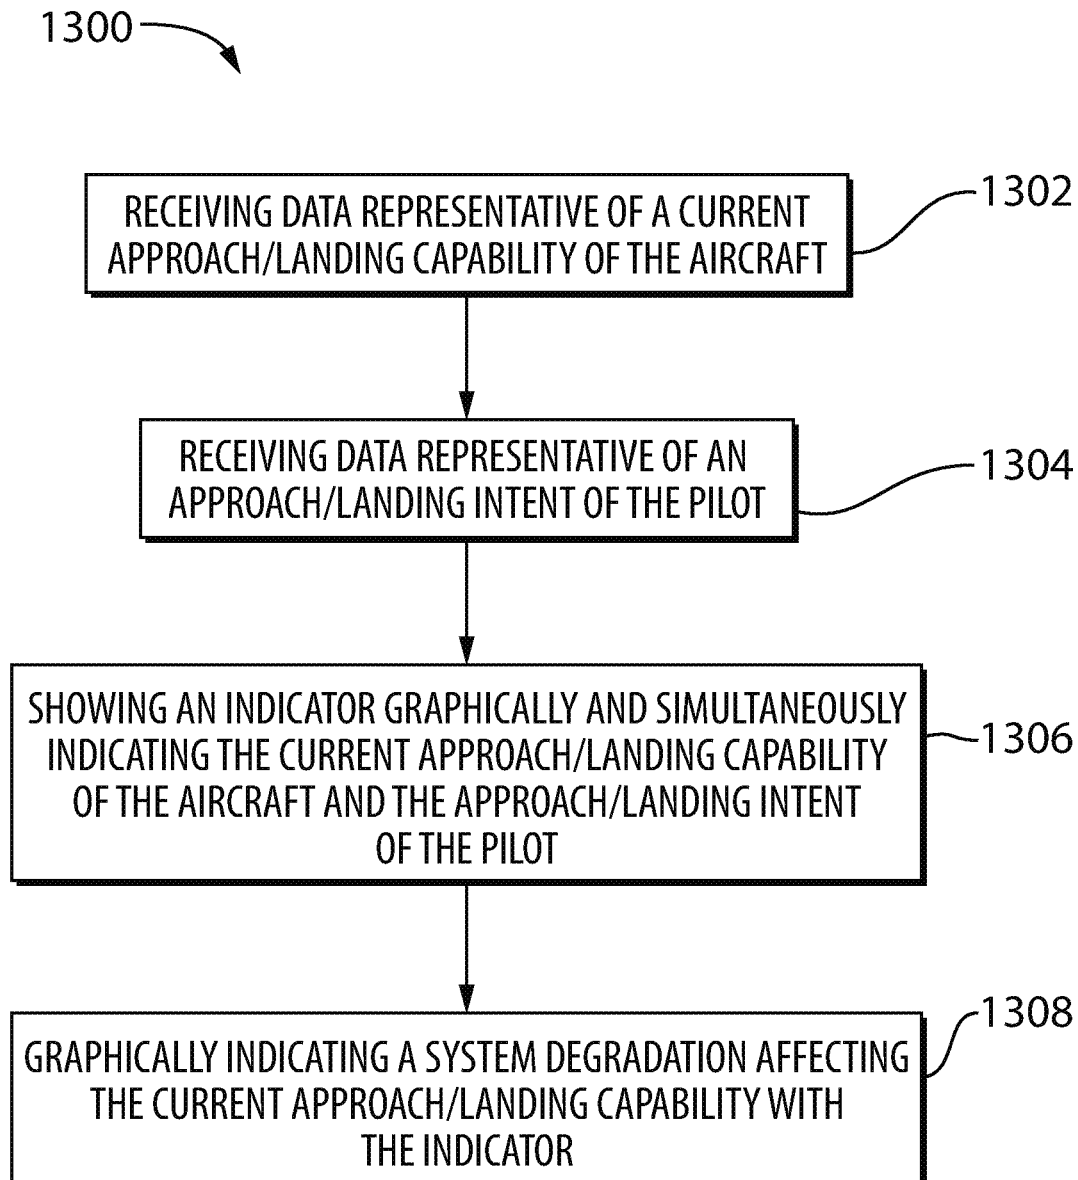 1300
RECEIVING DATA REPRESENTATIVE OF A CURRENT
APPROACH/LANDING CAPABILITY OF THE AIRCRAFT
1302
RECEIVING DATA REPRESENTATIVE OF AN
APPROACH/LANDING INTENT OF THE PILOT
1304
SHOWING AN INDICATOR GRAPHICALLY AND SIMULTANEOUSLY
INDICATING THE CURRENT APPROACH/LANDING CAPABILITY
OF THE AIRCRAFT AND THE APPROACH/LANDING INTENT
OF THE PILOT
1306
GRAPHICALLY INDICATING A SYSTEM DEGRADATION AFFECTING
THE CURRENT APPROACH/LANDING CAPABILITY WITH
THE INDICATOR
1308